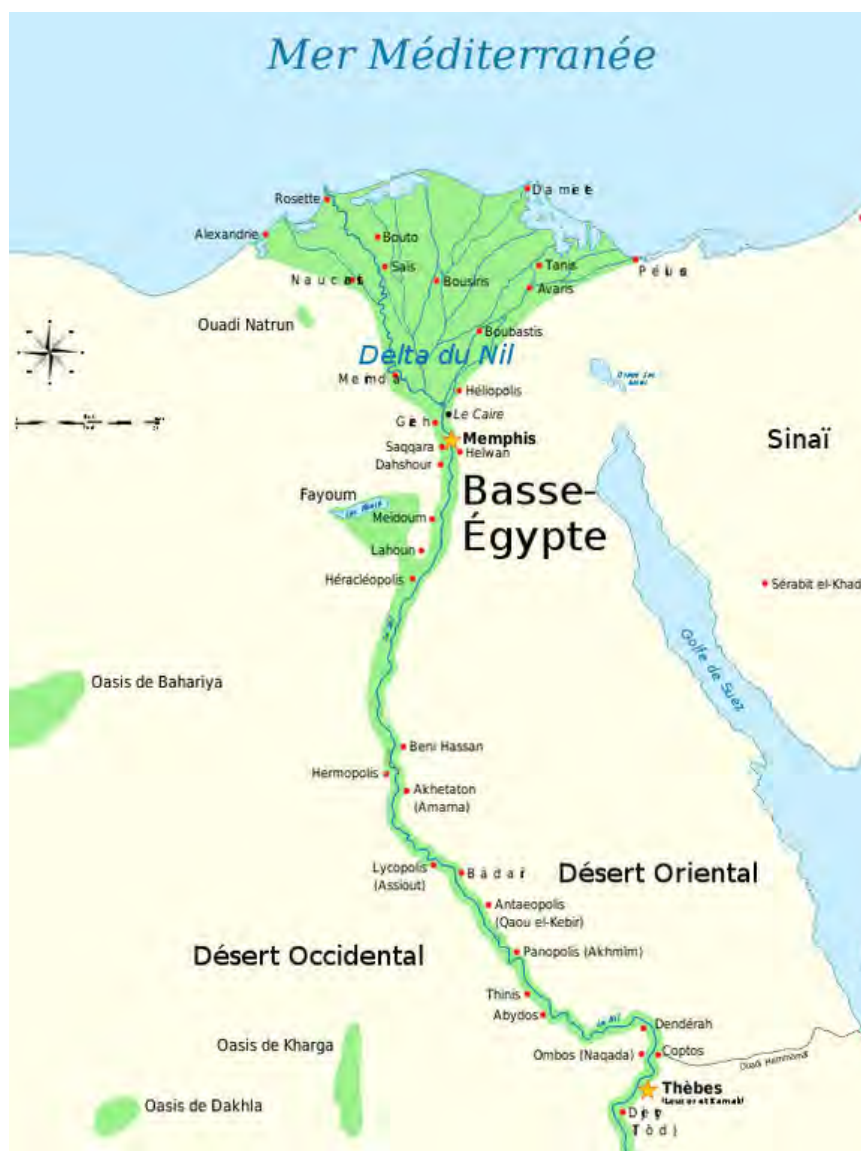 Mer Méditerranée
Rosette
Alexandrie
Bouto
Saïs
Bousiris
Tanis
Avaris
Ouadi Natrun
Boubastis
Delta du Nil
Héliopolis
Le Caire
Memphis
Saqqara
Helwan
Dahshour
Sinaï
Fayoum
Basse-
Égypte
Meïdoum
Lahoun
Héracléopolis
Sérabit el-Khad
Golfe de Suez
Oasis de Bahariya
Beni Hassan
Hermopolis
Akhetaton
(Amarna)
Lycopolis
(Assiout)
Désert Oriental
Antaeopolis
(Qaou el-Kebir)
Désert Occidental
Panopolis (Akhmîm)
Thinis
Abydos
Le Nil
Dendérah
Oasis de Kharga
Ombos (Naqada)
Coptos
Thèbes
Oasis de Dakhla